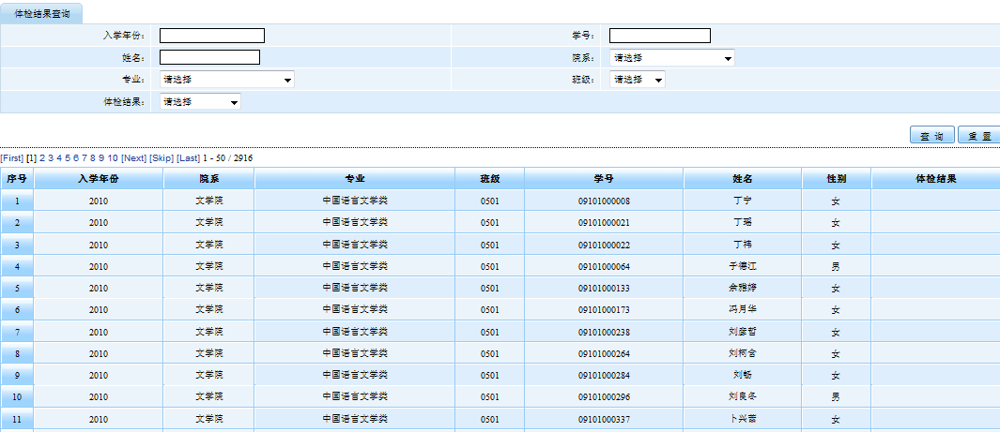 体检结果查询
入学年份： 学号：
姓名： 院系： 请选择
专业： 请选择 班级： 请选择
体检结果： 请选择
查 询 重 置
[First] [1] 2 3 4 5 6 7 8 9 10 [Next] [Skip] [Last] 1 - 50 / 2916
序号 入学年份 院系 专业 班级 学号 姓名 性别 体检结果
1 2010 文学院 中国语言文学类 0501 09101000008 丁宁 女
2 2010 文学院 中国语言文学类 0501 09101000021 丁瑶 女
3 2010 文学院 中国语言文学类 0501 09101000022 丁祎 女
4 2010 文学院 中国语言文学类 0501 09101000064 于德江 男
5 2010 文学院 中国语言文学类 0501 09101000133 余雅婷 女
6 2010 文学院 中国语言文学类 0501 09101000173 冯月华 女
7 2010 文学院 中国语言文学类 0501 09101000238 刘彦哲 女
8 2010 文学院 中国语言文学类 0501 09101000264 刘柯含 女
9 2010 文学院 中国语言文学类 0501 09101000284 刘畅 女
10 2010 文学院 中国语言文学类 0501 09101000296 刘良冬 男
11 2010 文学院 中国语言文学类 0501 09101000337 卜兴蕾 女